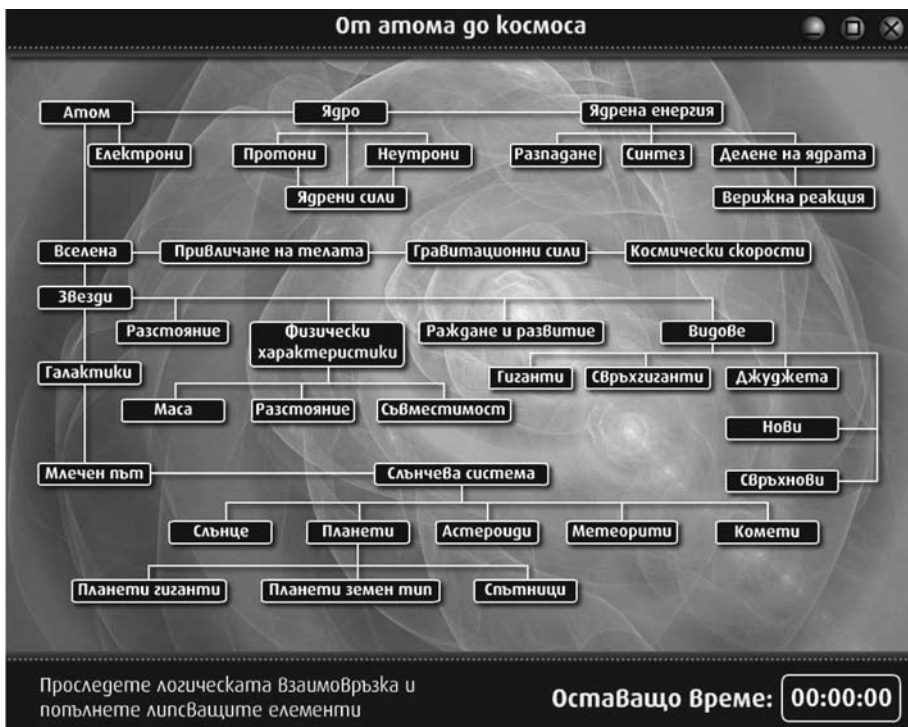 От атома до космоса
Атом
Ядро
Ядрена енергия
Електрони
Протони
Неутрони
Разпадане
Синтез
Делене на ядрата
Ядрени сили
Верижна реакция
Вселена
Привличане на телата
Гравитационни сили
Космически скорости
Звезди
Разстояние
Физически
характеристики
Раждане и развитие
Видове
Галактики
Гиганти
Свръхгиганти
Джуджета
Маса
Разстояние
Съвместимост
Нови
Млечен път
Слънчева система
Свръхнови
Слънце
Планети
Астероиди
Метеорити
Комети
Планети гиганти
Планети земен тип
Спътници
Проследете логическата взаимовръзка и
попълнете липсващите елементи
Оставащо време: 00:00:00